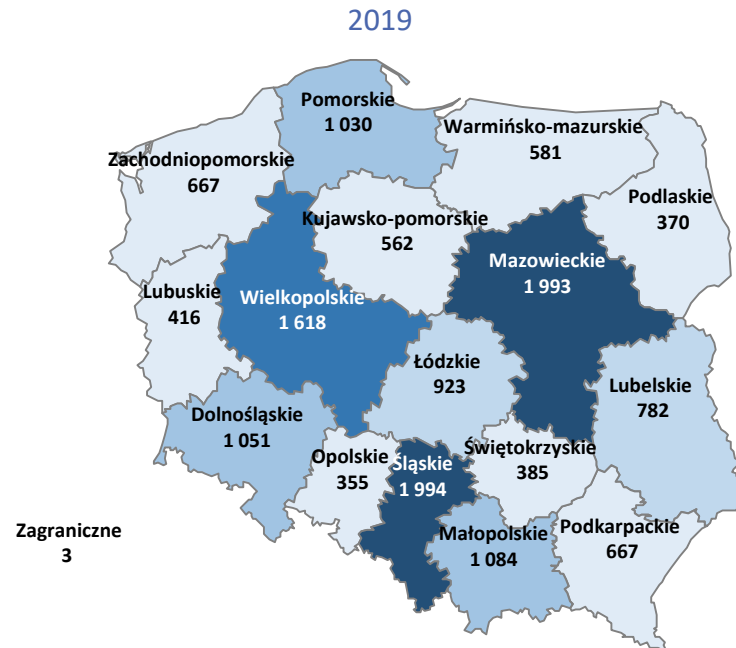 2019
Pomorskie
1 030
Warmińsko-mazurskie
581
Zachodniopomorskie
667
Podlaskie
370
Kujawsko-pomorskie
562
Mazowieckie
1 993
Lubuskie
416
Wielkopolskie
1 618
Łódzkie
923
Lubelskie
782
Dolnośląskie
1 051
Opolskie
355
Śląskie
1 994
Świętokrzyskie
385
Zagraniczne
3
Małopolskie
1 084
Podkarpackie
667